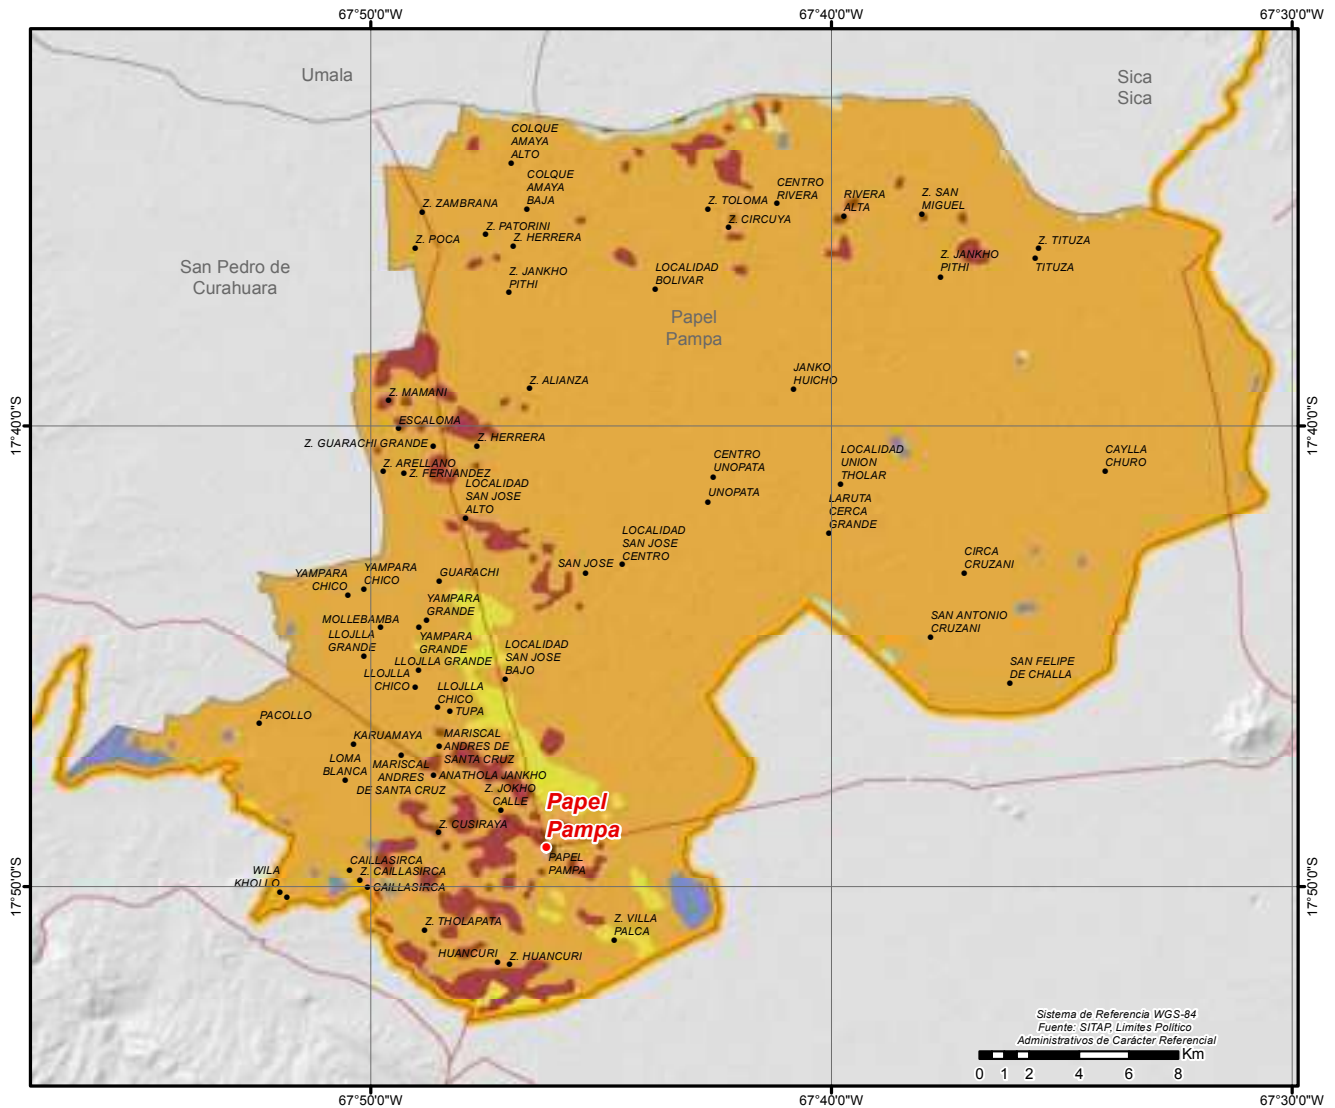 67°50'0"W
67°40'0"W
67°30'0"W
Umala
Sica
Sica
COLQUE
AMAYA
ALTO
COLQUE
AMAYA
BAJA
Z. ZAMBRANA
CENTRO
RIVERA
Z. TOLOMA
RIVERA
ALTA
Z. SAN
MIGUEL
Z. PATORINI
Z. CIRCUYA
Z. POCA
Z. HERRERA
Z. TITUZA
Z. JANKHO
PITHI
TITUZA
San Pedro de
Curahuara
Z. JANKHO
PITHI
LOCALIDAD
BOLIVAR
Papel
Pampa
Z. ALIANZA
JANKO
HUICHO
Z. MAMANI
17°40'0"S
17°40'0"S
ESCALOMA
Z. GUARACHI GRANDE
Z. HERRERA
Z. ARELLANO
Z. FERNANDEZ
CENTRO
UNOPATA
LOCALIDAD
UNION
THOLAR
CAYLLA
CHURO
LOCALIDAD
SAN JOSE
ALTO
UNOPATA
LARUTA
CERCA
GRANDE
LOCALIDAD
SAN JOSE
CENTRO
SAN JOSE
CIRCA
CRUZANI
YAMPARA
CHICO
YAMPARA
CHICO
GUARACHI
YAMPARA
GRANDE
MOLLEBAMBA
SAN ANTONIO
CRUZANI
LLOJLLA
GRANDE
YAMPARA
GRANDE
LOCALIDAD
SAN JOSE
BAJO
LLOJLLA GRANDE
SAN FELIPE
DE CHALLA
LLOJLLA
CHICO
LLOJLLA
CHICO
TUPA
PACOLLO
KARUAMAYA
MARISCAL
ANDRES DE
SANTA CRUZ
LOMA
BLANCA
MARISCAL
ANDRES
DE SANTA CRUZ
ANATHOLA JANKHO
Z. JOKHO
CALLE
Papel
Pampa
Z. CUSIRAYA
PAPEL
PAMPA
CAILLASIRCA
Z. CAILLASIRCA
WILA
KHOLLO
CAILLASIRCA
17°50'0"S
17°50'0"S
Z. THOLAPATA
Z. VILLA
PALCA
HUANCURI
Z. HUANCURI
Sistema de Referencia WGS-84
Fuente: SITAP, Limites Político
Administrativos de Carácter Referencial
Km
0 1 2 4 6 8
67°50'0"W
67°40'0"W
67°30'0"W